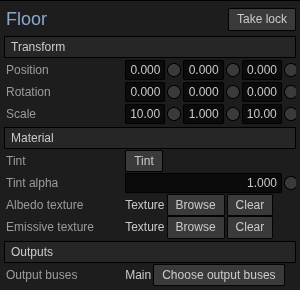 Floor Take lock
Transform
Position 0.000 0.000 0.000
Rotation 0.000 0.000 0.000
Scale 10.00 1.000 10.00
Material
Tint Tint
Tint alpha 1.000
Albedo texture Texture Browse Clear
Emissive texture Texture Browse Clear
Outputs
Output buses Main Choose output buses